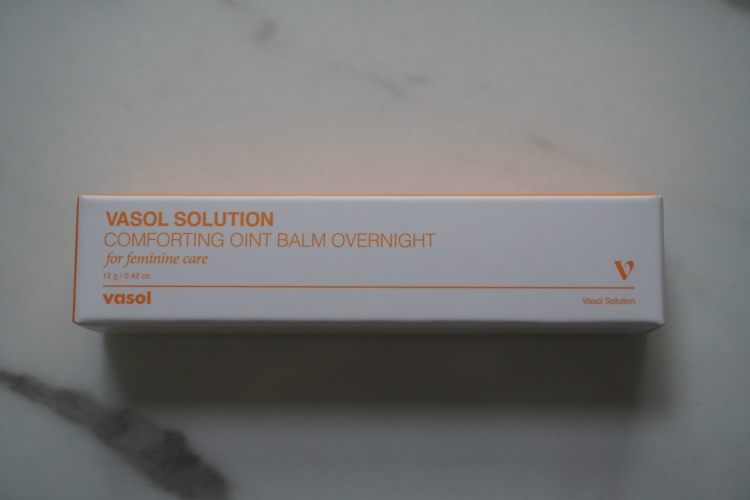 VASOL SOLUTION
COMFORTING OINT BALM OVERNIGHT
for feminine care
12 g / 0.42 oz.
vasol
V
Vasol Solution